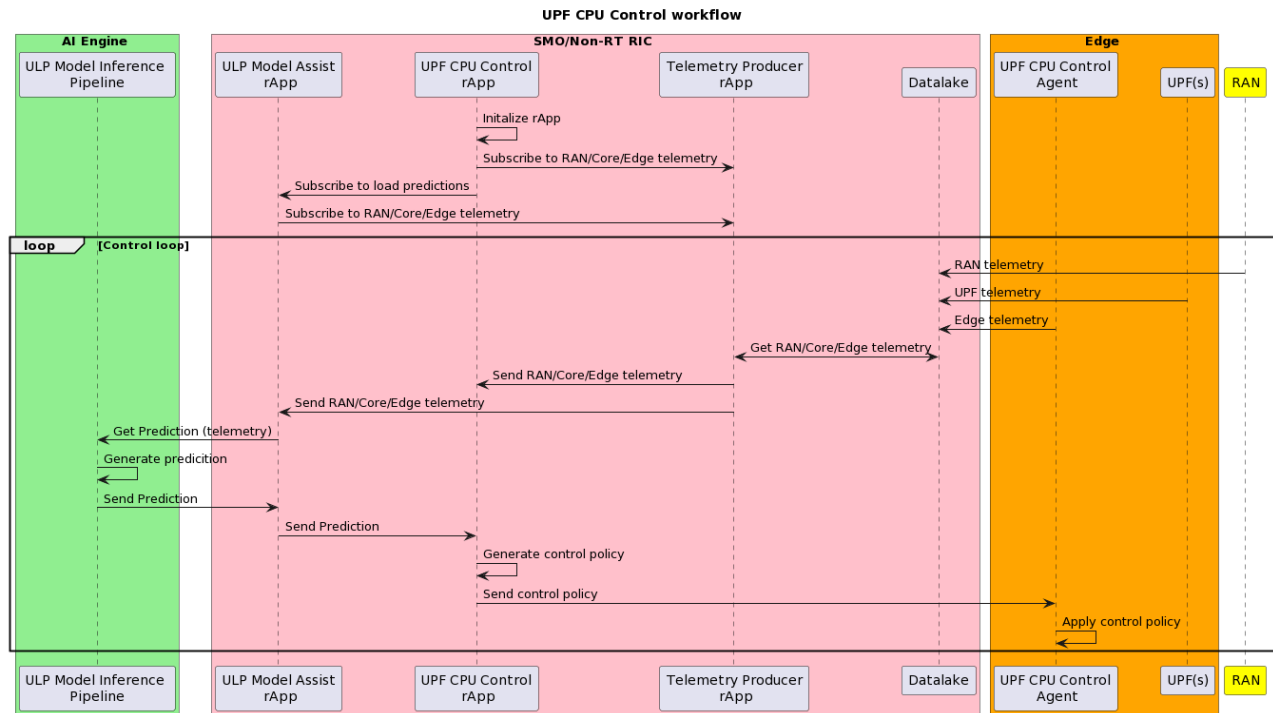 UPF CPU Control workflow
AI Engine
SMO/Non-RT RIC
Edge
ULP Model Inference
Pipeline
ULP Model Assist
rApp
UPF CPU Control
rApp
Telemetry Producer
rApp
Datalake
UPF CPU Control
Agent
UPF(s)
RAN
Initalize rApp
Subscribe to RAN/Core/Edge telemetry
Subscribe to load predictions
Subscribe to RAN/Core/Edge telemetry
loop
[Control loop]
RAN telemetry
UPF telemetry
Edge telemetry
Get RAN/Core/Edge telemetry
Send RAN/Core/Edge telemetry
Send RAN/Core/Edge telemetry
Get Prediction (telemetry)
Generate predicition
Send Prediction
Send Prediction
Generate control policy
Send control policy
Apply control policy
ULP Model Inference
Pipeline
ULP Model Assist
rApp
UPF CPU Control
rApp
Telemetry Producer
rApp
Datalake
UPF CPU Control
Agent
UPF(s)
RAN